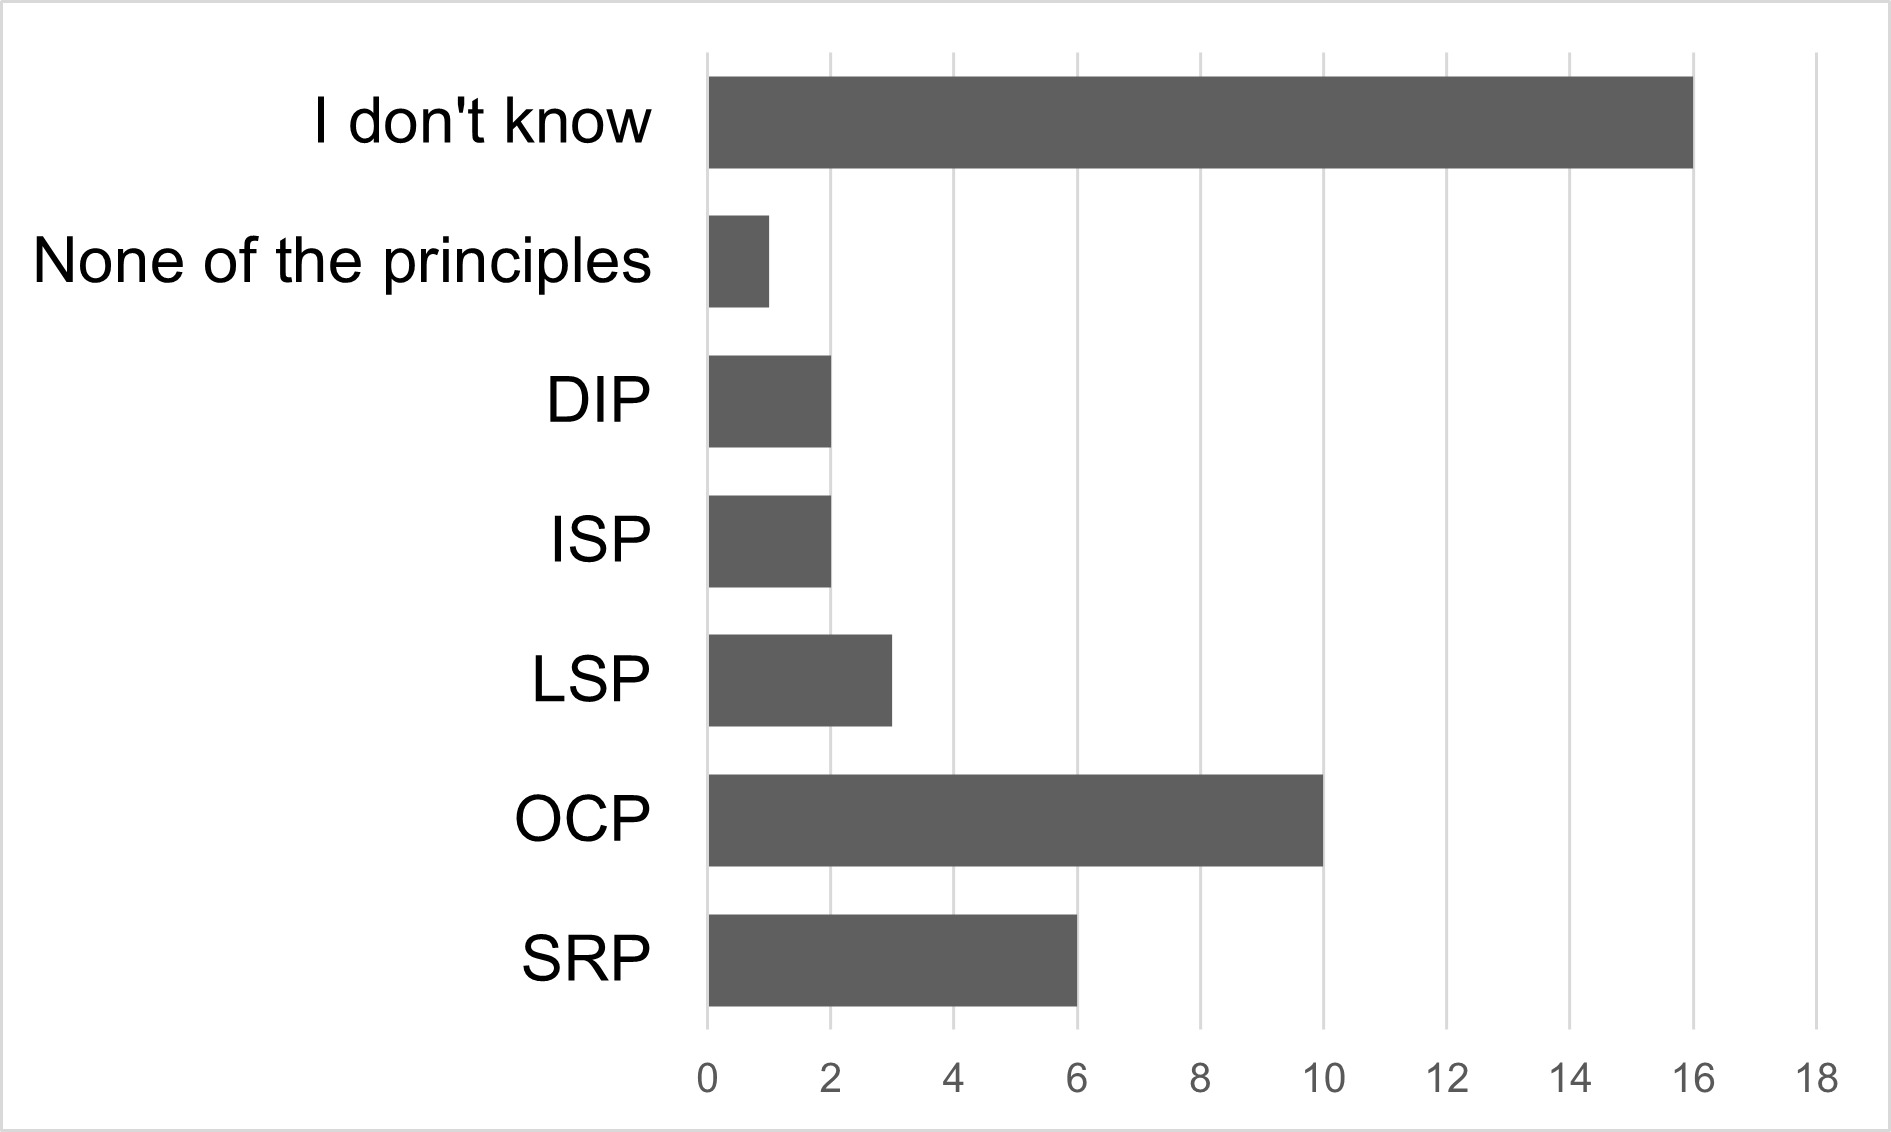 I don't know
None of the principles
DIP
ISP
LSP
OCP
SRP
0 2 4 6 8 10 12 14 16 18